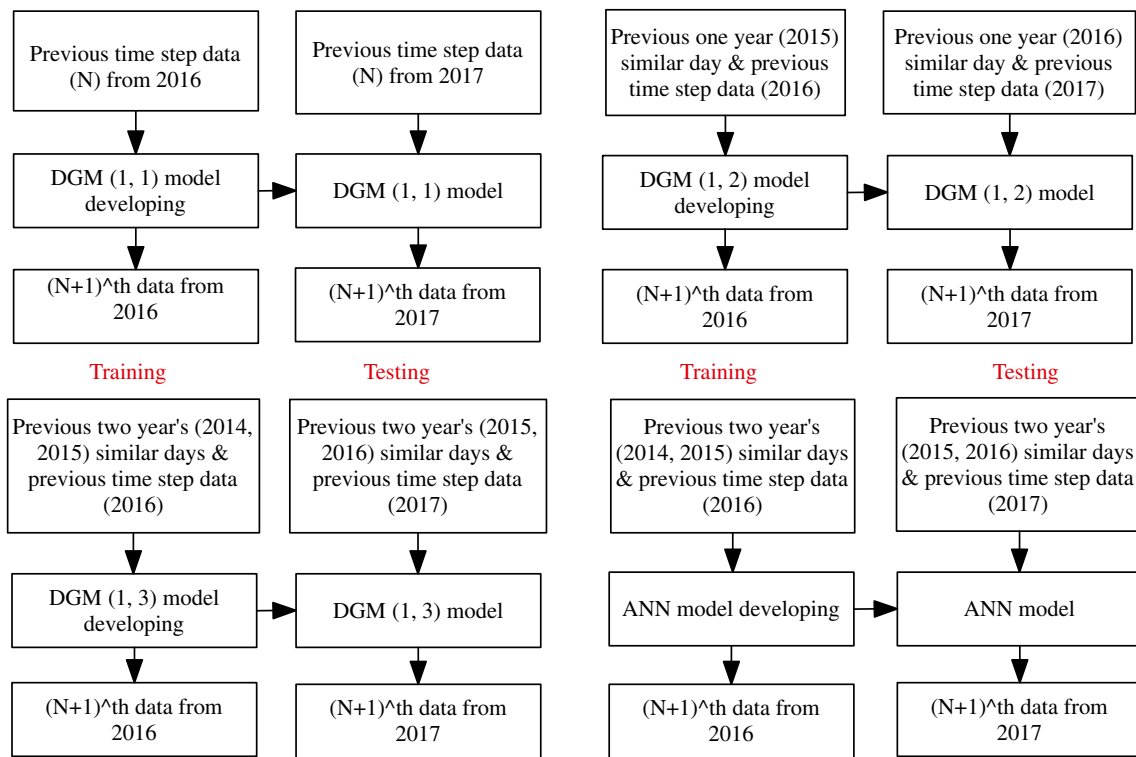 Previous time step data
(N) from 2016
Previous time step data
(N) from 2017
DGM (1, 1) model
developing
DGM (1, 1) model
(N+1)^th data from
2016
(N+1)^th data from
2017
Training
Testing
Previous one year (2015)
similar day & previous
time step data (2016)
Previous one year (2016)
similar day & previous
time step data (2017)
DGM (1, 2) model
developing
DGM (1, 2) model
(N+1)^th data from
2016
(N+1)^th data from
2017
Training
Testing
Previous two year's (2014,
2015) similar days &
previous time step data
(2016)
Previous two year's (2015,
2016) similar days &
previous time step data
(2017)
DGM (1, 3) model
developing
DGM (1, 3) model
(N+1)^th data from
2016
(N+1)^th data from
2017
Previous two year's
(2014, 2015) similar days
& previous time step data
(2016)
Previous two year's
(2015, 2016) similar days
& previous time step data
(2017)
ANN model developing
ANN model
(N+1)^th data from
2016
(N+1)^th data from
2017